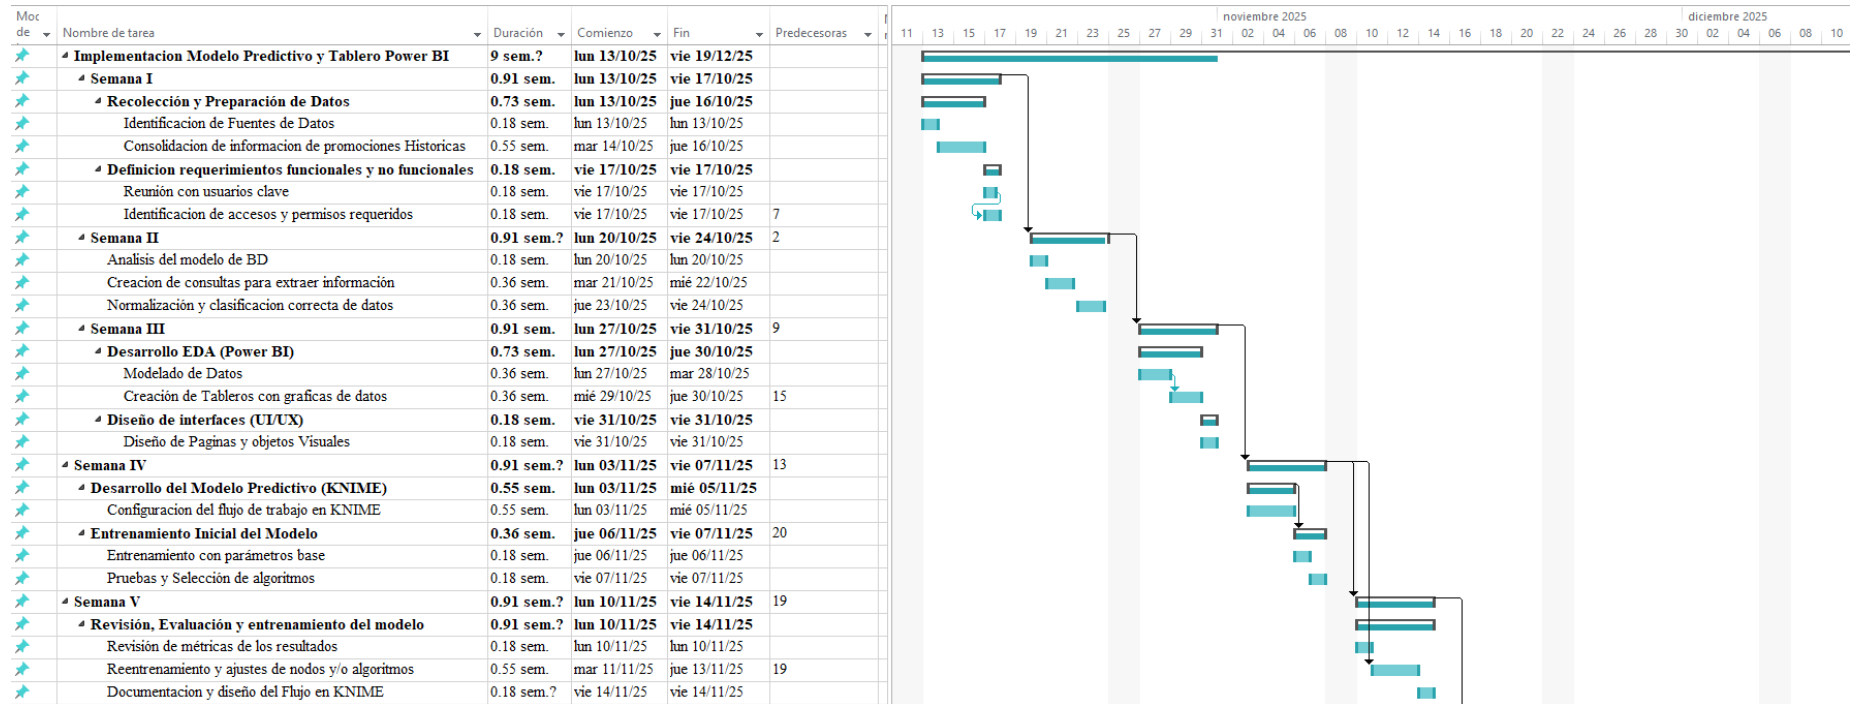 Moc
de Nombre de tarea Duración Comienzo Fin Predecesoras
noviembre 2025 diciembre 2025
11 13 15 17 19 21 23 25 27 29 31 02 04 06 08 10 12 14 16 18 20 22 24 26 28 30 02 04 06 08 10
Implementacion Modelo Predictivo y Tablero Power BI 9 sem.? lun 13/10/25 vie 19/12/25
Semana I 0.91 sem. lun 13/10/25 vie 17/10/25
Recolección y Preparación de Datos 0.73 sem. lun 13/10/25 jue 16/10/25
Identificacion de Fuentes de Datos 0.18 sem. lun 13/10/25 lun 13/10/25
Consolidacion de informacion de promociones Historicas 0.55 sem. mar 14/10/25 jue 16/10/25
Definicion requerimientos funcionales y no funcionales 0.18 sem. vie 17/10/25 vie 17/10/25
Reunión con usuarios clave 0.18 sem. vie 17/10/25 vie 17/10/25
Identificacion de accesos y permisos requeridos 0.18 sem. vie 17/10/25 vie 17/10/25 7
Semana II 0.91 sem.? lun 20/10/25 vie 24/10/25 2
Analisis del modelo de BD 0.18 sem. lun 20/10/25 lun 20/10/25
Creacion de consultas para extraer información 0.36 sem. mar 21/10/25 mié 22/10/25
Normalización y clasificacion correcta de datos 0.36 sem. jue 23/10/25 vie 24/10/25
Semana III 0.91 sem. lun 27/10/25 vie 31/10/25 9
Desarrollo EDA (Power BI) 0.73 sem. lun 27/10/25 jue 30/10/25
Modelado de Datos 0.36 sem. lun 27/10/25 mar 28/10/25
Creación de Tableros con graficas de datos 0.36 sem. mié 29/10/25 jue 30/10/25 15
Diseño de interfaces (UI/UX) 0.18 sem. vie 31/10/25 vie 31/10/25
Diseño de Paginas y objetos Visuales 0.18 sem. vie 31/10/25 vie 31/10/25
Semana IV 0.91 sem.? lun 03/11/25 vie 07/11/25 13
Desarrollo del Modelo Predictivo (KNIME) 0.55 sem. lun 03/11/25 mié 05/11/25
Configuracion del flujo de trabajo en KNIME 0.55 sem. lun 03/11/25 mié 05/11/25
Entrenamiento Inicial del Modelo 0.36 sem. jue 06/11/25 vie 07/11/25 20
Entrenamiento con parámetros base 0.18 sem. jue 06/11/25 jue 06/11/25
Pruebas y Selección de algoritmos 0.18 sem. vie 07/11/25 vie 07/11/25
Semana V 0.91 sem.? lun 10/11/25 vie 14/11/25 19
Revisión, Evaluación y entrenamiento del modelo 0.91 sem.? lun 10/11/25 vie 14/11/25
Revisión de métricas de los resultados 0.18 sem. lun 10/11/25 lun 10/11/25
Reentrenamiento y ajustes de nodos y/o algoritmos 0.55 sem. mar 11/11/25 jue 13/11/25 19
Documentacion y diseño del Flujo en KNIME 0.18 sem.? vie 14/11/25 vie 14/11/25